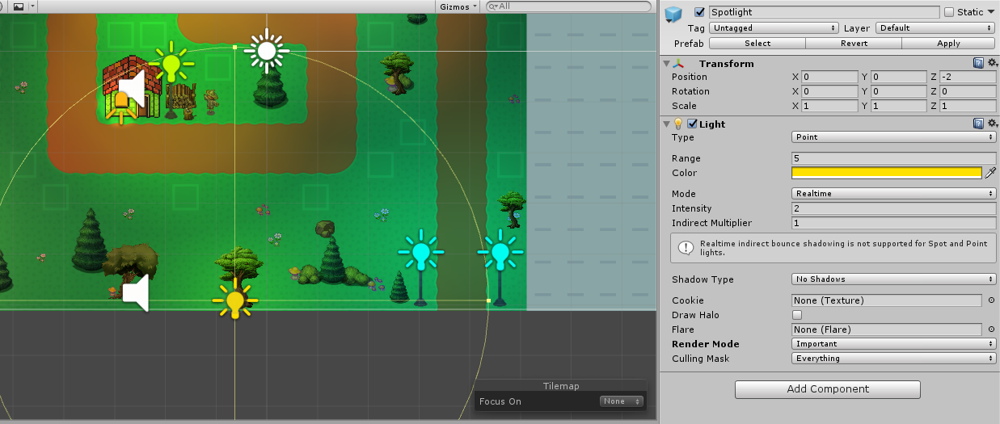 Gizmos
All
Spotlight
Static
Tag Untagged Layer Default
Prefab Select Revert Apply
Transform
Position X 0 Y 0 Z -2
Rotation X 0 Y 0 Z 0
Scale X 1 Y 1 Z 1
Light
Type Point
Range 5
Color
Mode Realtime
Intensity 2
Indirect Multiplier 1
Realtime indirect bounce shadowing is not supported for Spot and Point
lights.
Shadow Type No Shadows
Cookie None (Texture)
Draw Halo
Flare None (Flare)
Render Mode Important
Culling Mask Everything
Add Component
Tilemap
Focus On None